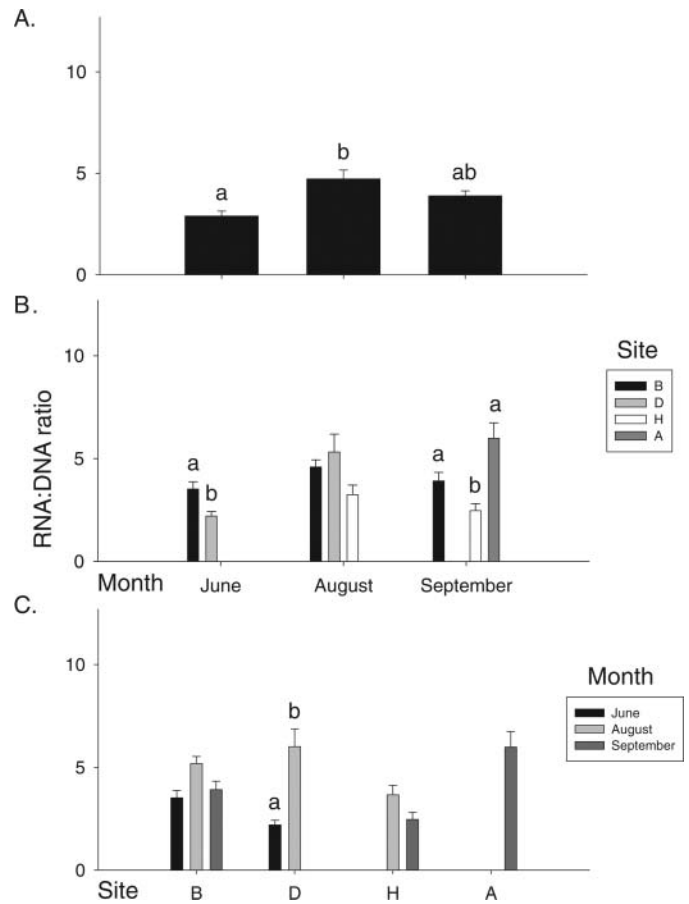 A.
10
5
0
a
b
ab
B.
10
5
0
RNA:DNA ratio
a
b
a
b
a
Site
B
D
H
A
Month June August September
C.
10
5
0
a
b
Month
June
August
September
Site B D H A